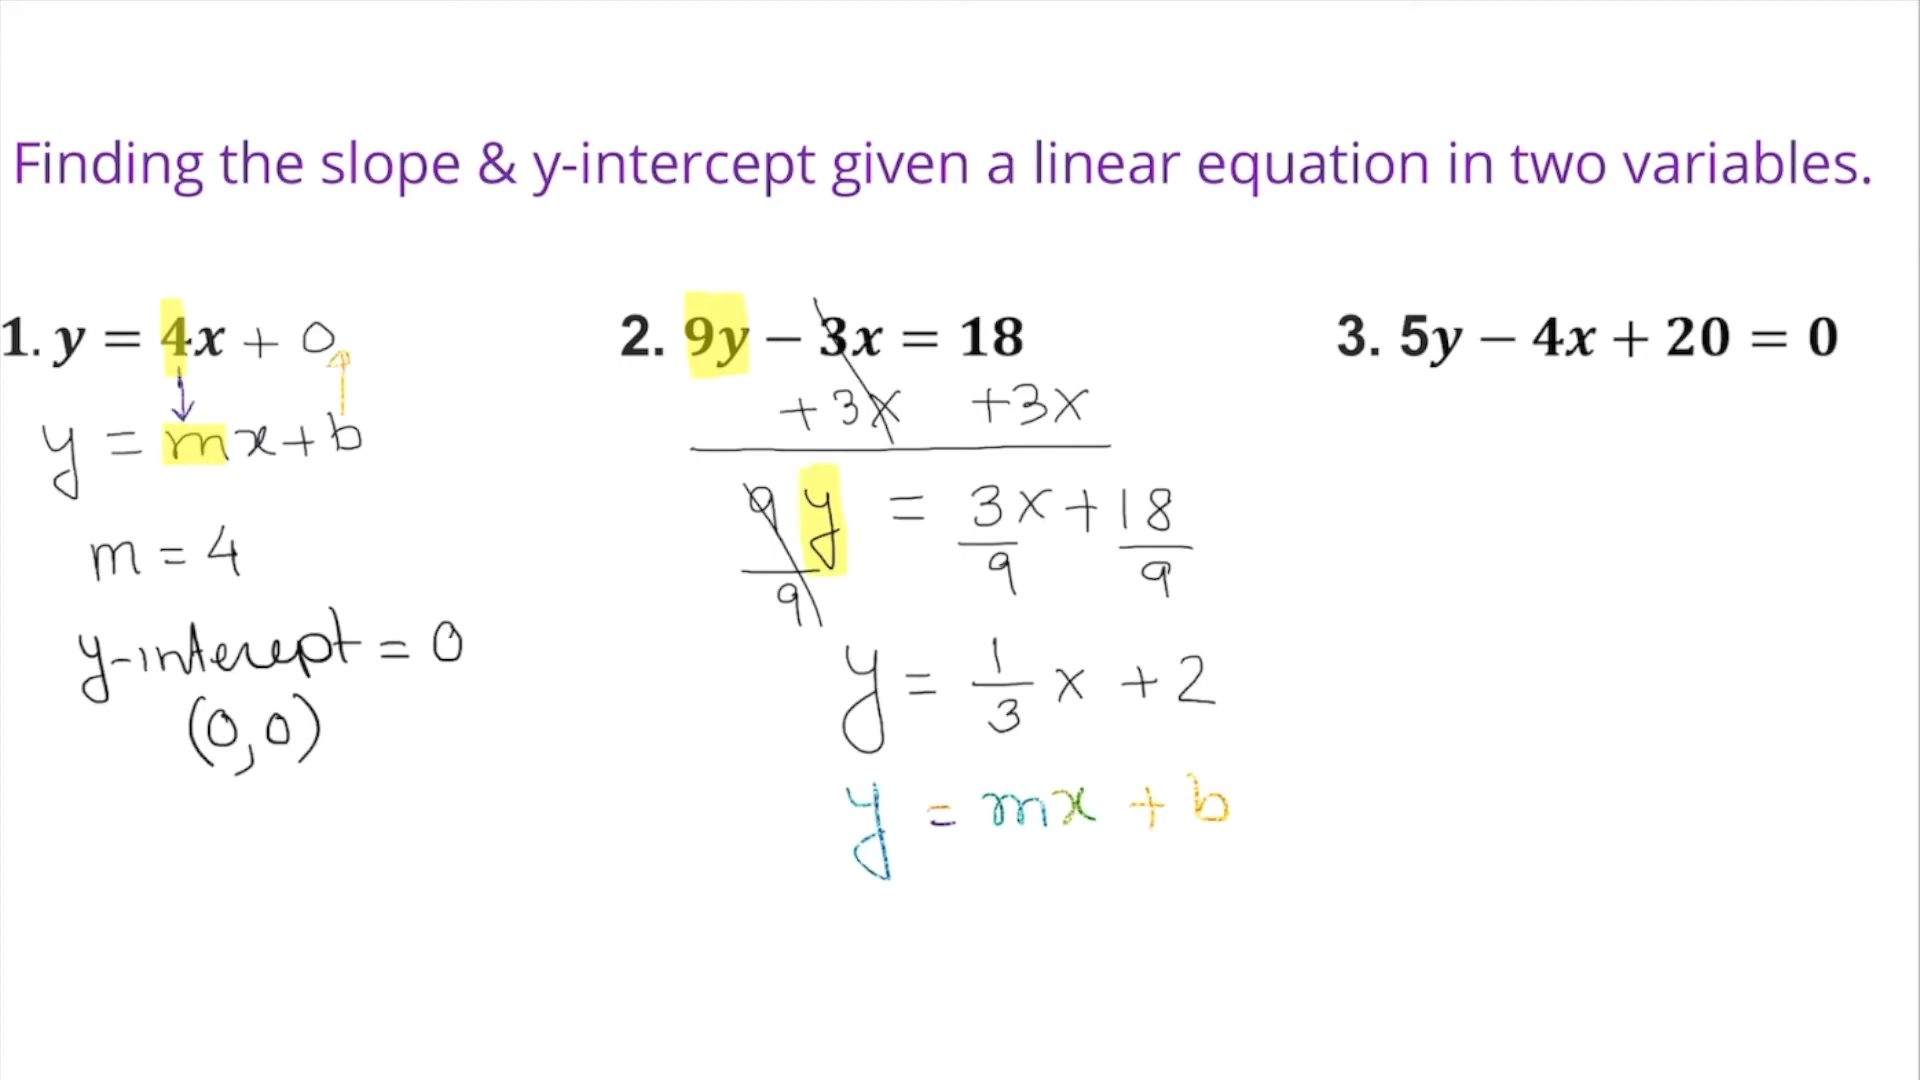 Finding the slope & y-intercept given a linear equation in two variables.
1. y = 4x + 0
y = mx + b
m = 4
y-intercept = 0
(0,0)
2. 9y − 3x = 18
+3x +3x
9y = 3x + 18
9 9 9
y = 1/3 x + 2
y = mx + b
3. 5y − 4x + 20 = 0